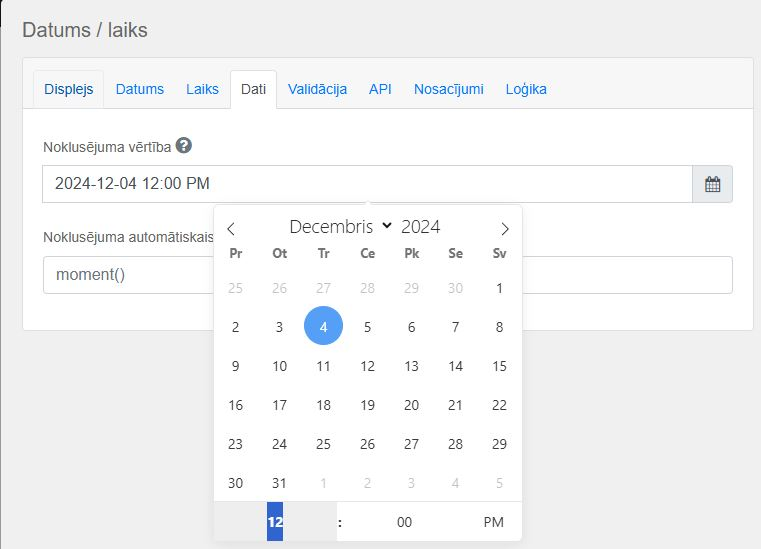 Datums / laiks
Displejs Datums Laiks Dati Validācija API Nosacījumi Loģika
Noklusējuma vērtība
2024-12-04 12:00 PM
Decembris 2024
Pr Ot Tr Ce Pk Se Sv
25 26 27 28 29 30 1
2 3 4 5 6 7 8
9 10 11 12 13 14 15
16 17 18 19 20 21 22
23 24 25 26 27 28 29
30 31 1 2 3 4 5
12 : 00 PM
Noklusējuma automātiskais
moment()